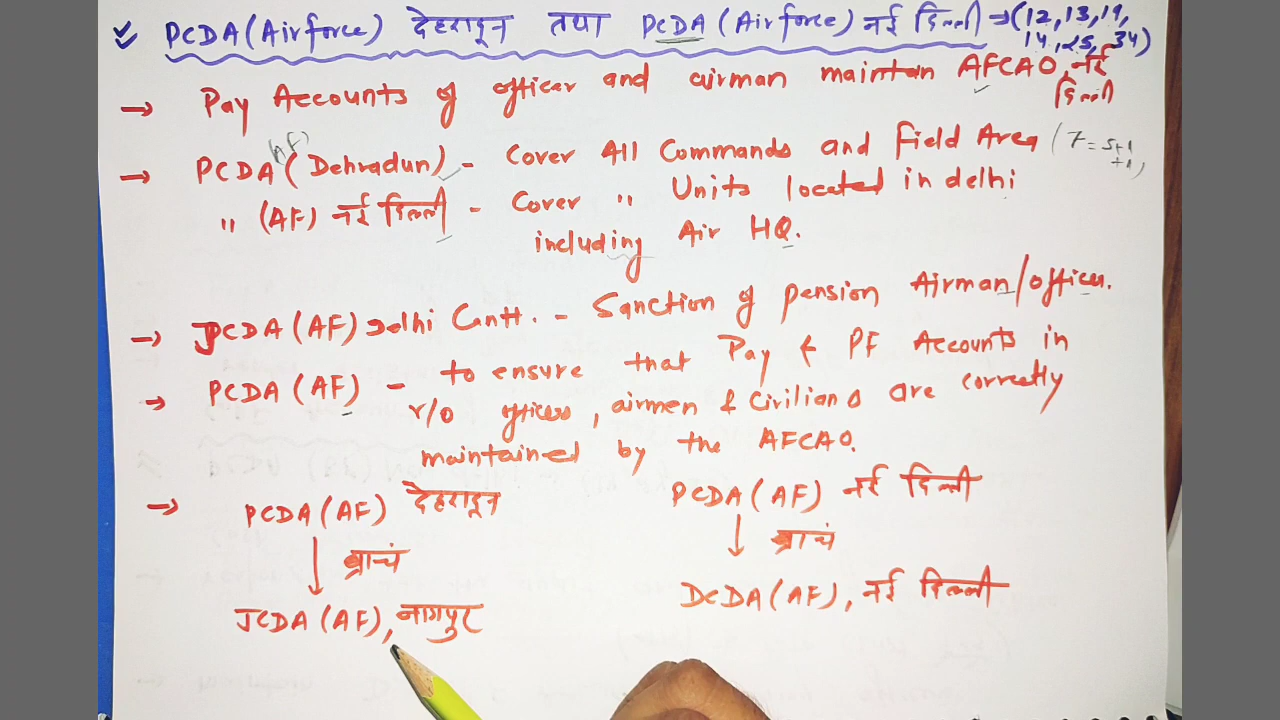 PCDA (Airforce) देहरादून तथा PCDA (Airforce) नई दिल्ली → (12, 13, 19,
14, 25, 34)
→ Pay Accounts of officer and airman maintain AFCAO, नई
दिल्ली
→ PCDA (AF) (Dehradun) - Cover All Commands and Field Area (7 = 5+1
+1)
" (AF) नई दिल्ली - Cover " Units located in delhi
including Air HQ.
→ JCDA (AF) Delhi Cantt. - Sanction of pension Airman/officer.
→ PCDA (AF) - to ensure that Pay & PF Accounts in
r/o officers, airmen & Civilians are correctly
maintained by the AFCAO.
→ PCDA (AF) देहरादून PCDA (AF) नई दिल्ली
↓ ब्रांच ↓ ब्रांच
JCDA (AF), नागपुर DCDA (AF), नई दिल्ली